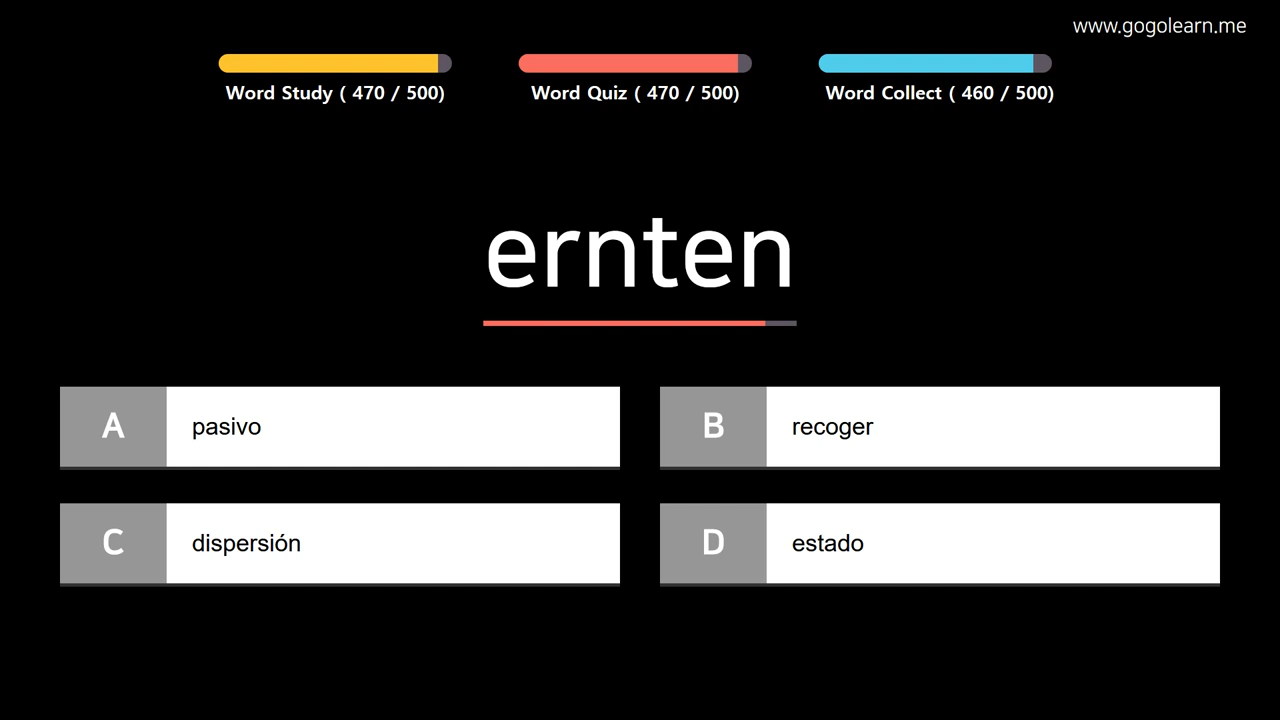 www.gogolearn.me
Word Study ( 470 / 500)
Word Quiz ( 470 / 500)
Word Collect ( 460 / 500)
ernten
A
pasivo
B
recoger
C
dispersión
D
estado